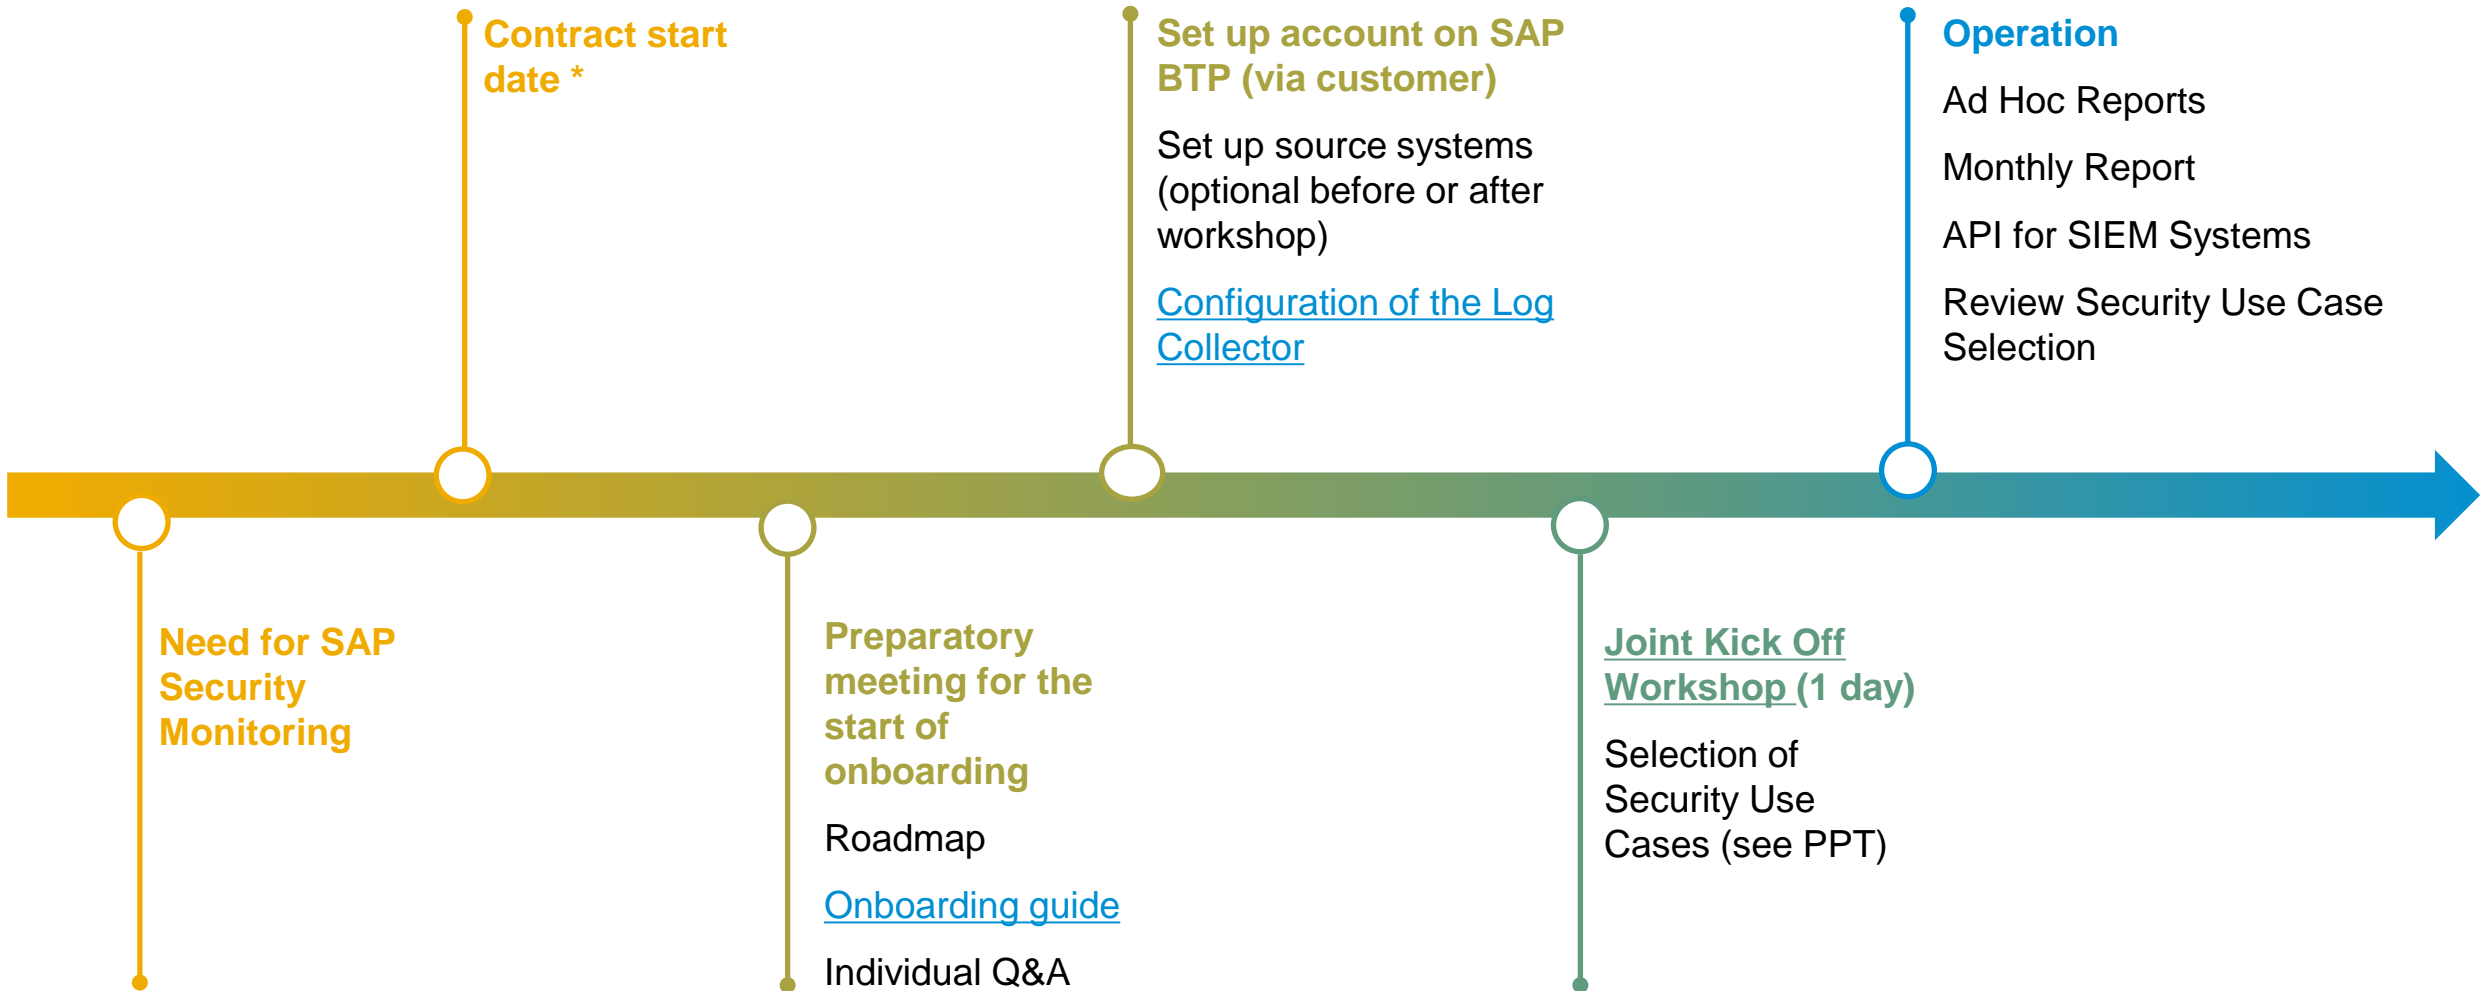 Contract start
date *
Set up account on SAP
BTP (via customer)
Set up source systems
(optional before or after
workshop)
Configuration of the Log
Collector
Operation
Ad Hoc Reports
Monthly Report
API for SIEM Systems
Review Security Use Case
Selection
Need for SAP
Security
Monitoring
Preparatory
meeting for the
start of
onboarding
Roadmap
Onboarding guide
Individual Q&A
Joint Kick Off
Workshop (1 day)
Selection of
Security Use
Cases (see PPT)